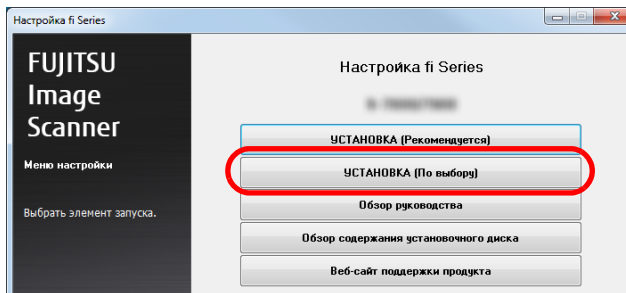 Настройка fi Series
FUJITSU
Image
Scanner
Меню настройки
Выбрать элемент запуска.
Настройка fi Series
УСТАНОВКА (Рекомендуется)
УСТАНОВКА (По выбору)
Обзор руководства
Обзор содержания установочного диска
Веб-сайт поддержки продукта